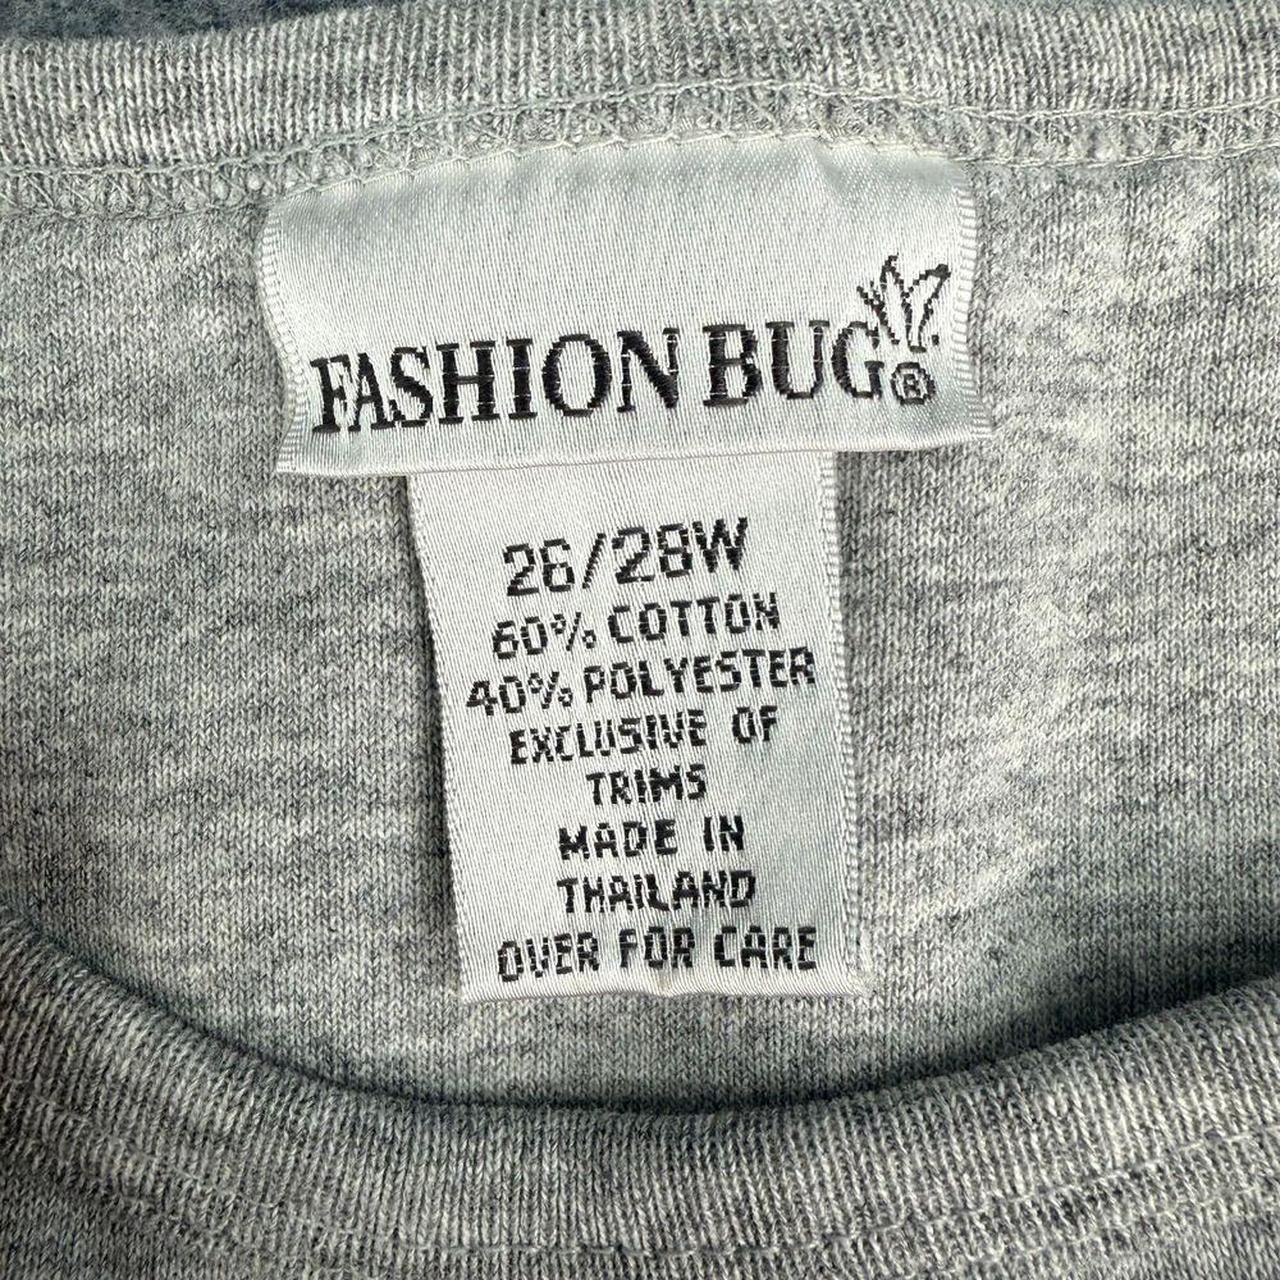 FASHION BUG®
26/28W
60% COTTON
40% POLYESTER
EXCLUSIVE OF
TRIMS
MADE IN
THAILAND
OVER FOR CARE